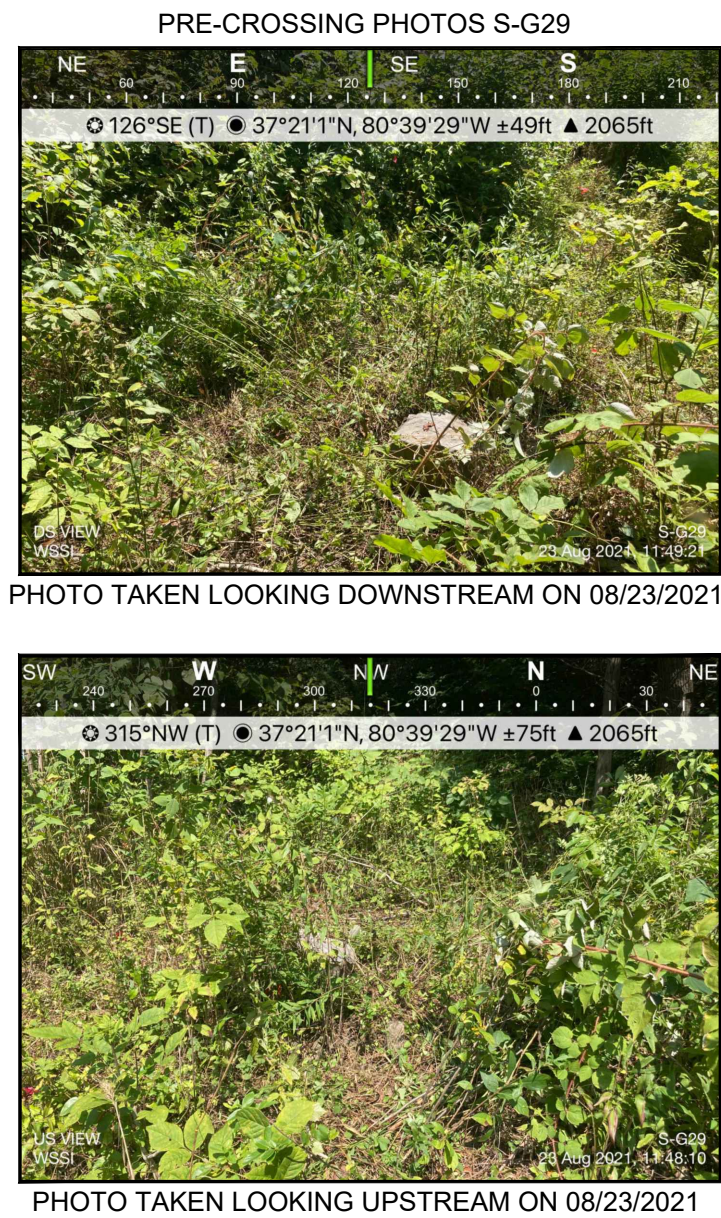 PRE-CROSSING PHOTOS S-G29
NE E SE S
60 90 120 150 180 210
126°SE (T) 37°21'1"N, 80°39'29"W ±49ft ▲ 2065ft
DS VIEW S-G29
WSSI 23 Aug 2021, 11:49:21
PHOTO TAKEN LOOKING DOWNSTREAM ON 08/23/2021
SW W NW N NE
240 270 300 330 0 30
315°NW (T) 37°21'1"N, 80°39'29"W ±75ft ▲ 2065ft
US VIEW S-G29
WSSI 23 Aug 2021, 11:48:10
PHOTO TAKEN LOOKING UPSTREAM ON 08/23/2021